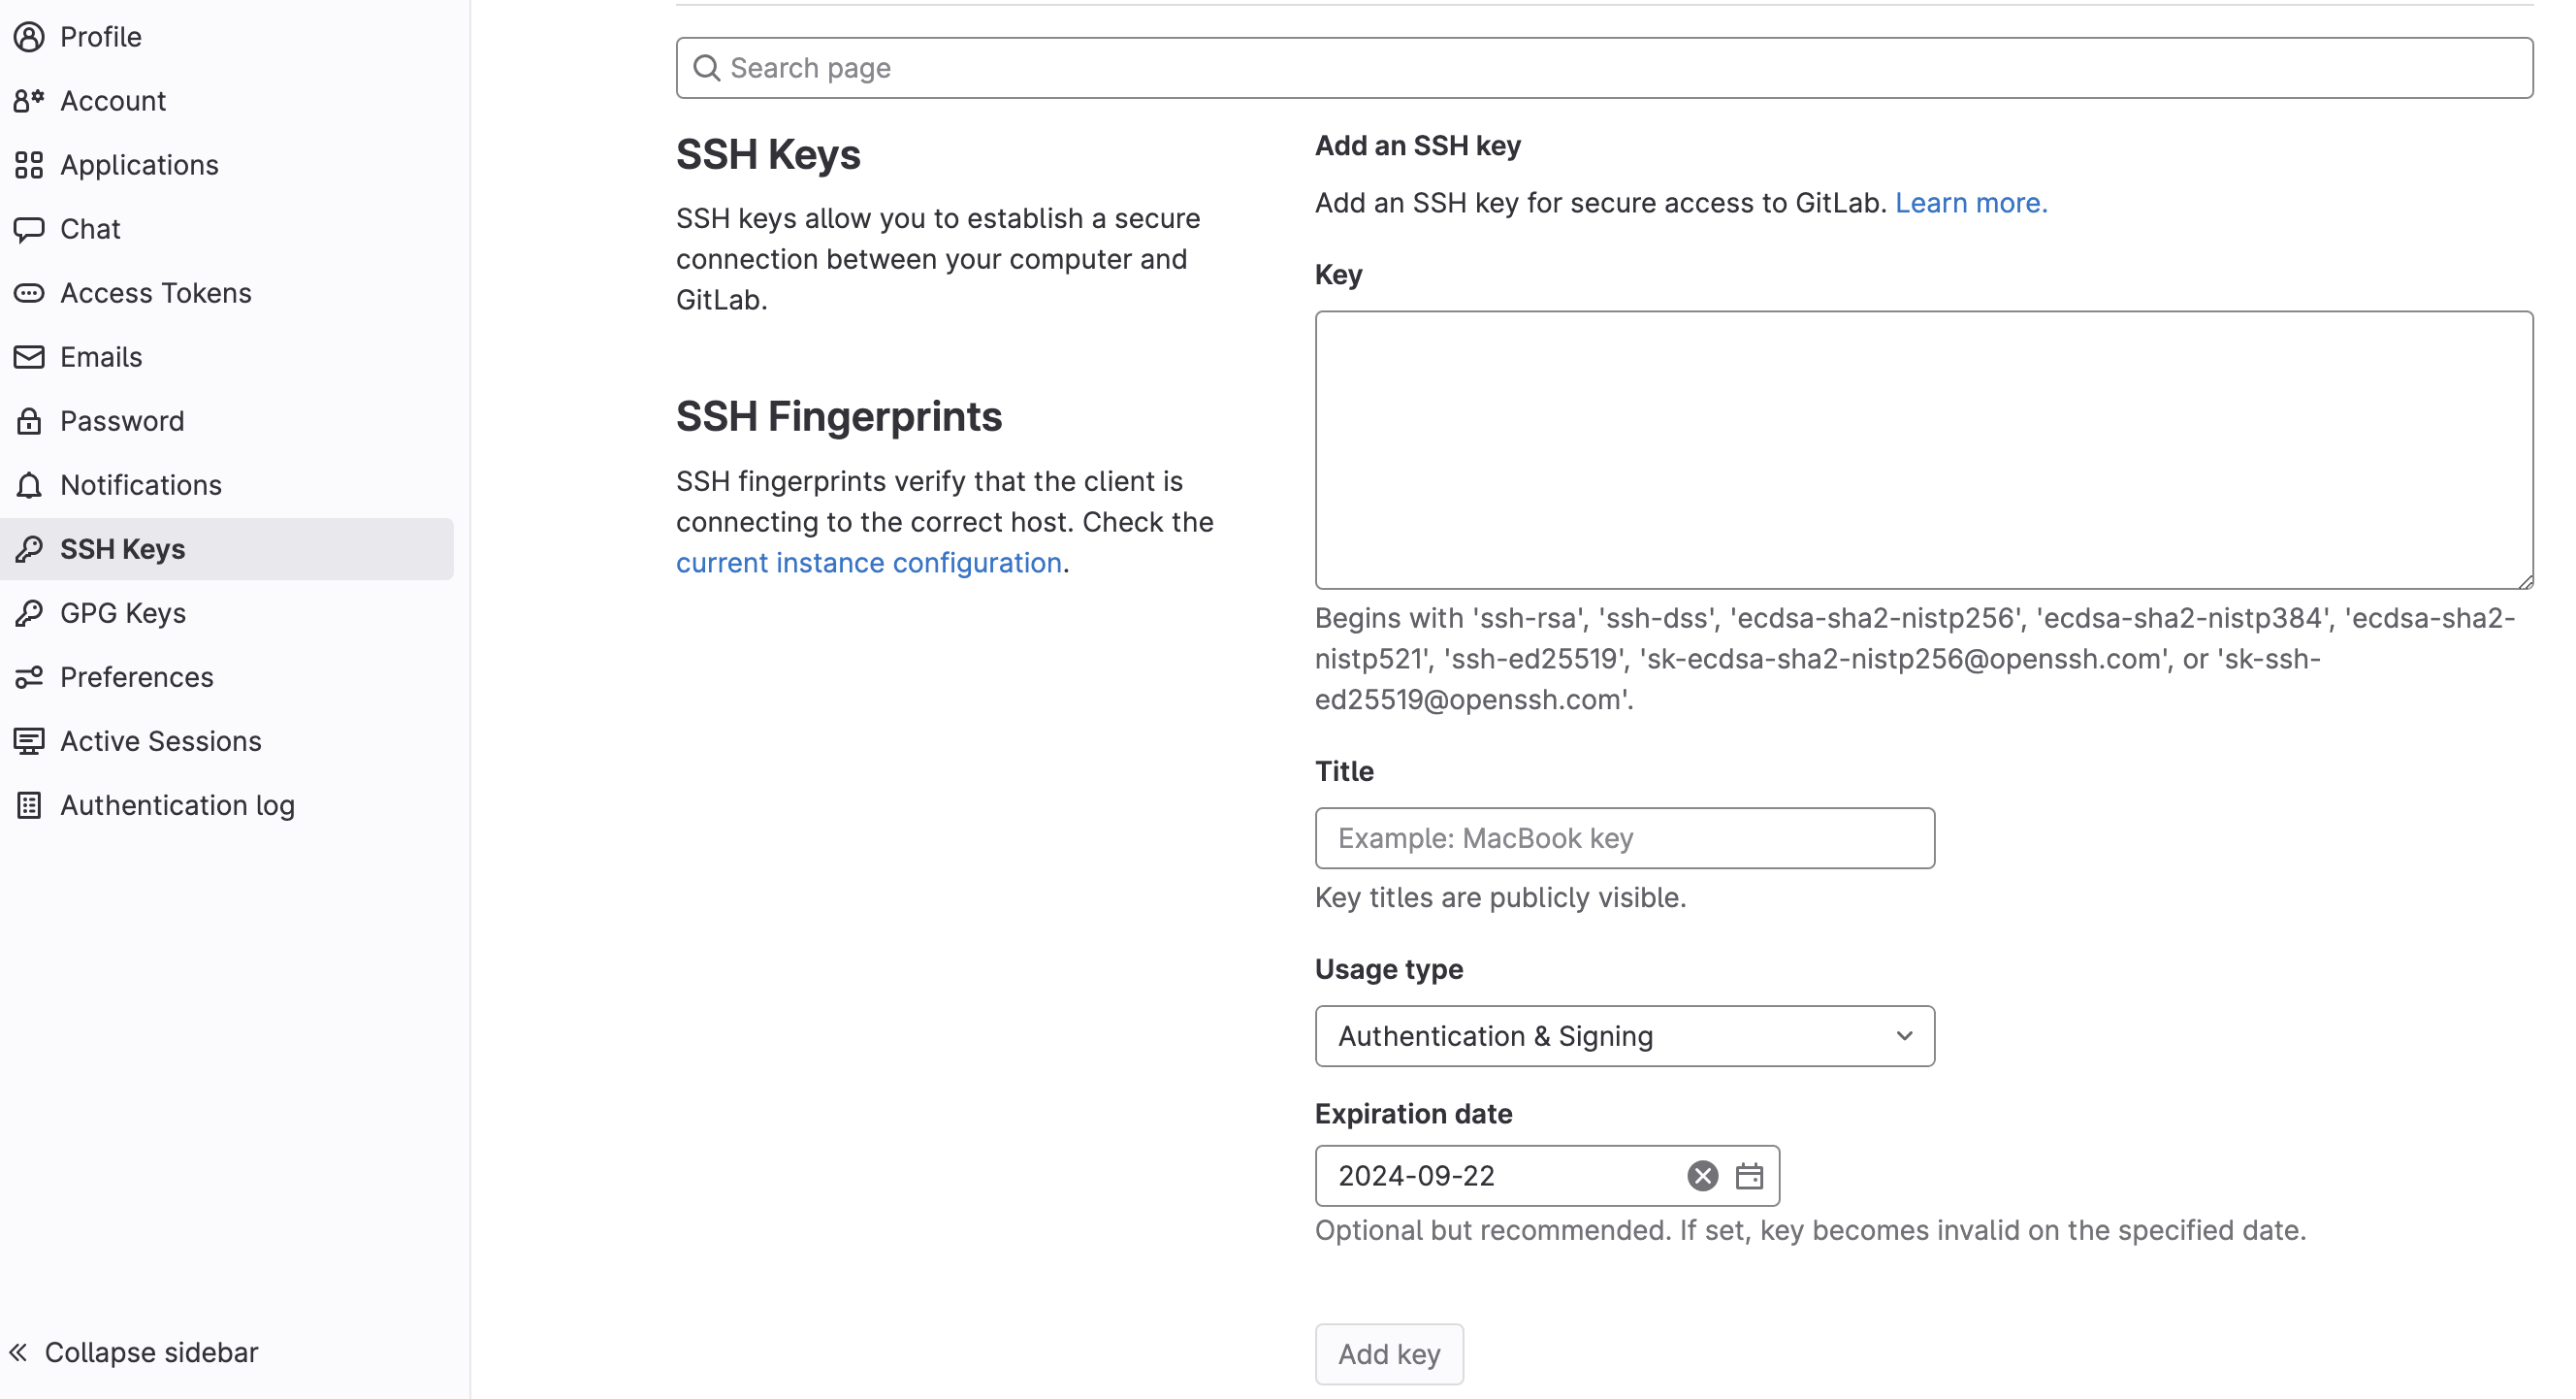 Profile
Account
Applications
Chat
Access Tokens
Emails
Password
Notifications
SSH Keys
GPG Keys
Preferences
Active Sessions
Authentication log
Collapse sidebar
Search page
SSH Keys
SSH keys allow you to establish a secure
connection between your computer and
GitLab.
SSH Fingerprints
SSH fingerprints verify that the client is
connecting to the correct host. Check the
current instance configuration.
Add an SSH key
Add an SSH key for secure access to GitLab. Learn more.
Key
Begins with 'ssh-rsa', 'ssh-dss', 'ecdsa-sha2-nistp256', 'ecdsa-sha2-nistp384', 'ecdsa-sha2-
nistp521', 'ssh-ed25519', 'sk-ecdsa-sha2-nistp256@openssh.com', or 'sk-ssh-
ed25519@openssh.com'.
Title
Example: MacBook key
Key titles are publicly visible.
Usage type
Authentication & Signing
Expiration date
2024-09-22
Optional but recommended. If set, key becomes invalid on the specified date.
Add key